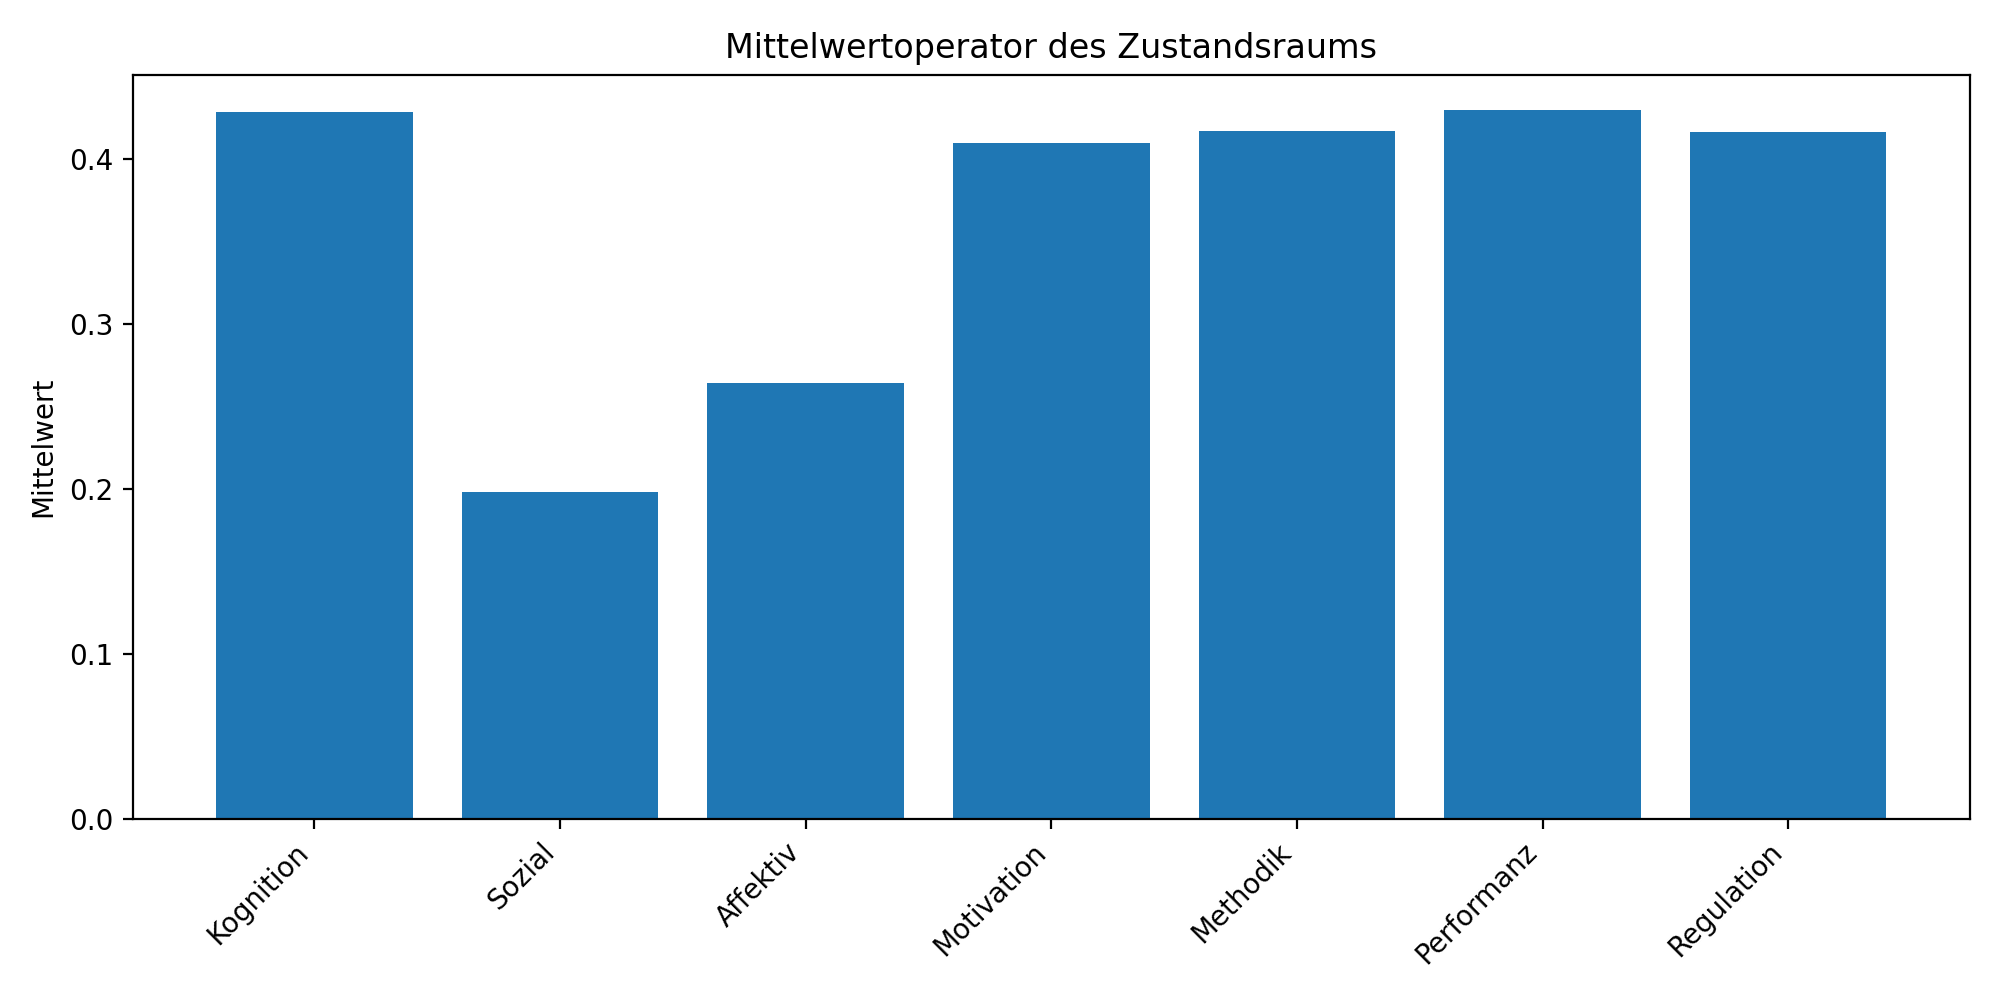 Mittelwertoperator des Zustandsraums
Mittelwert
0.4
0.3
0.2
0.1
0.0
Kognition
Sozial
Affektiv
Motivation
Methodik
Performanz
Regulation